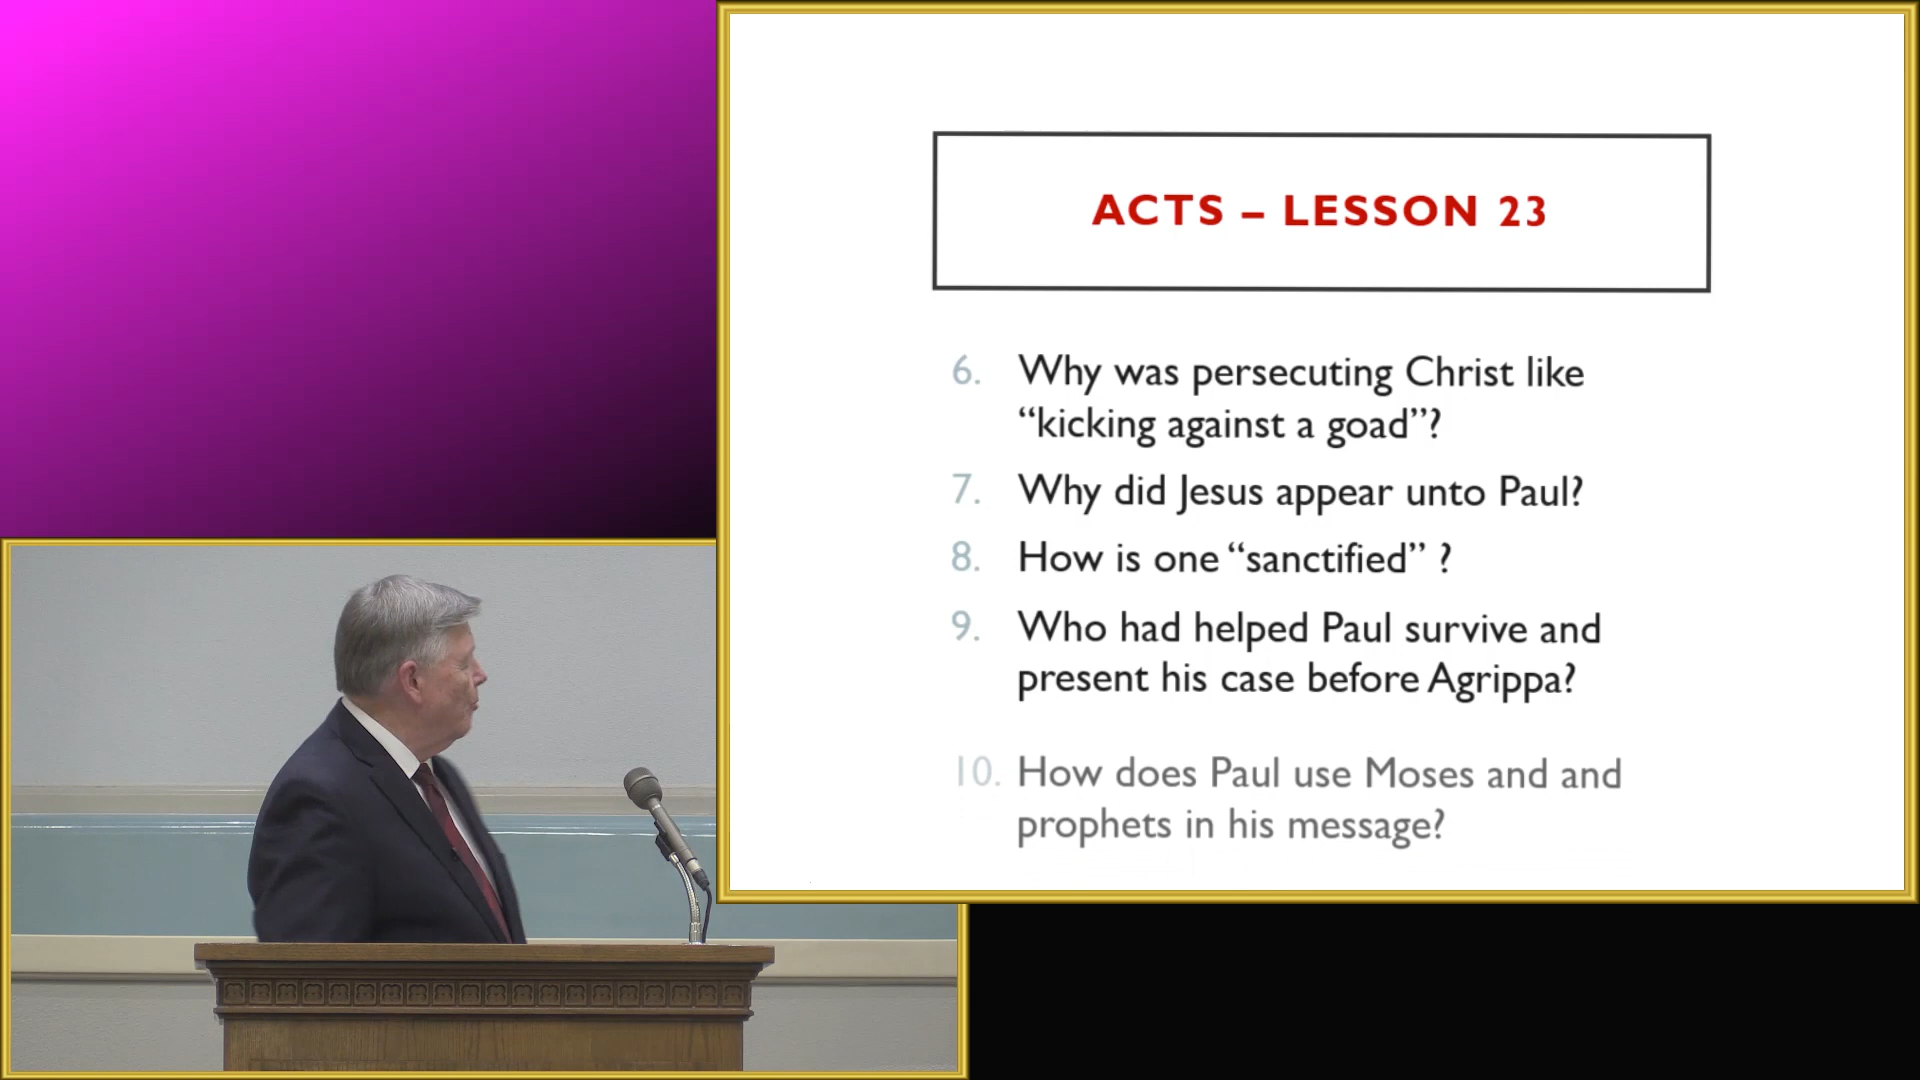 ACTS – LESSON 23
6. Why was persecuting Christ like
“kicking against a goad”?
7. Why did Jesus appear unto Paul?
8. How is one “sanctified” ?
9. Who had helped Paul survive and
present his case before Agrippa?
10. How does Paul use Moses and and
prophets in his message?